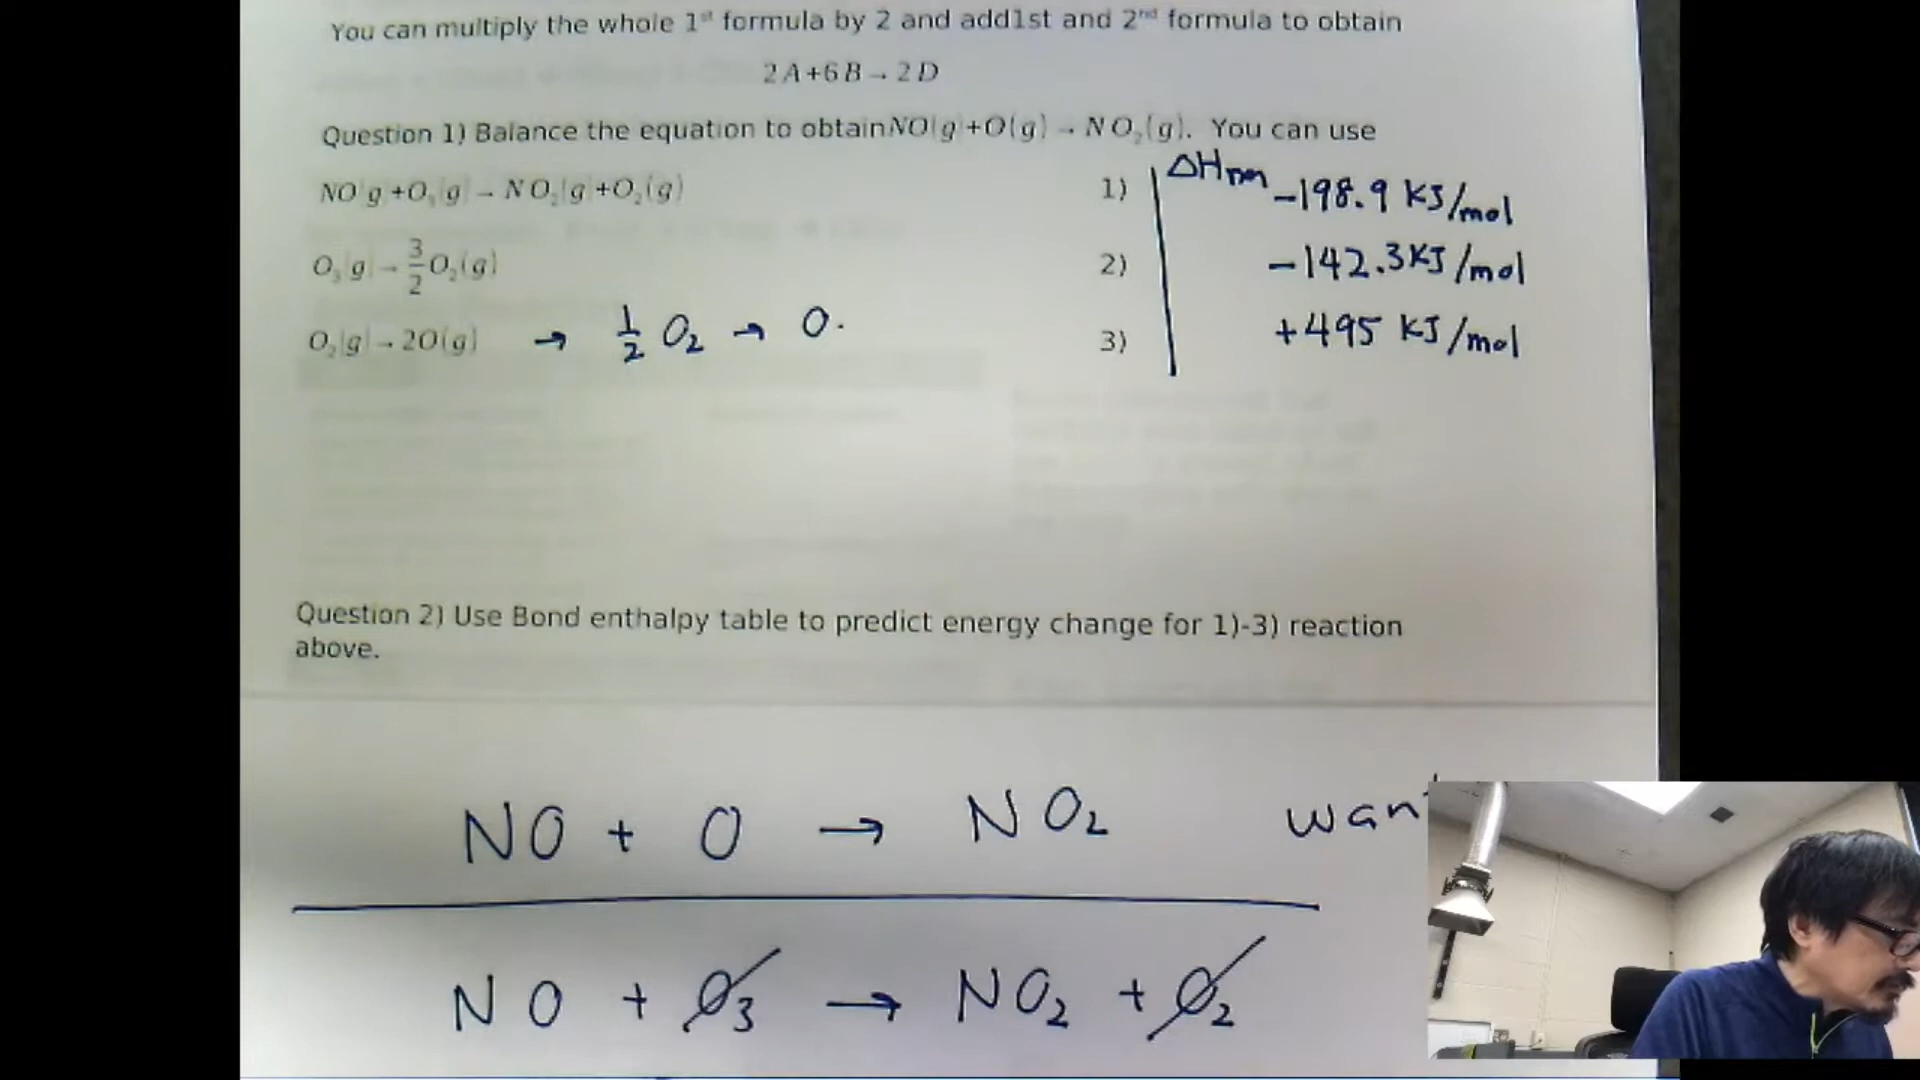 You can multiply the whole 1st formula by 2 and add1st and 2nd formula to obtain
2A+6B→2D
Question 1) Balance the equation to obtainNO(g)+O(g)→NO₂(g). You can use
NO(g)+O₃(g)→NO₂(g)+O₂(g) 1) ΔHrxn -198.9 KJ/mol
O₃(g)→3/2O₂(g) 2) -142.3KJ/mol
O₂(g)→2O(g) → 1/2 O₂ → O. 3) +495 KJ/mol
Question 2) Use Bond enthalpy table to predict energy change for 1)-3) reaction
above.
NO + O → NO₂ wan
NO + O₃ → NO₂ + O₂